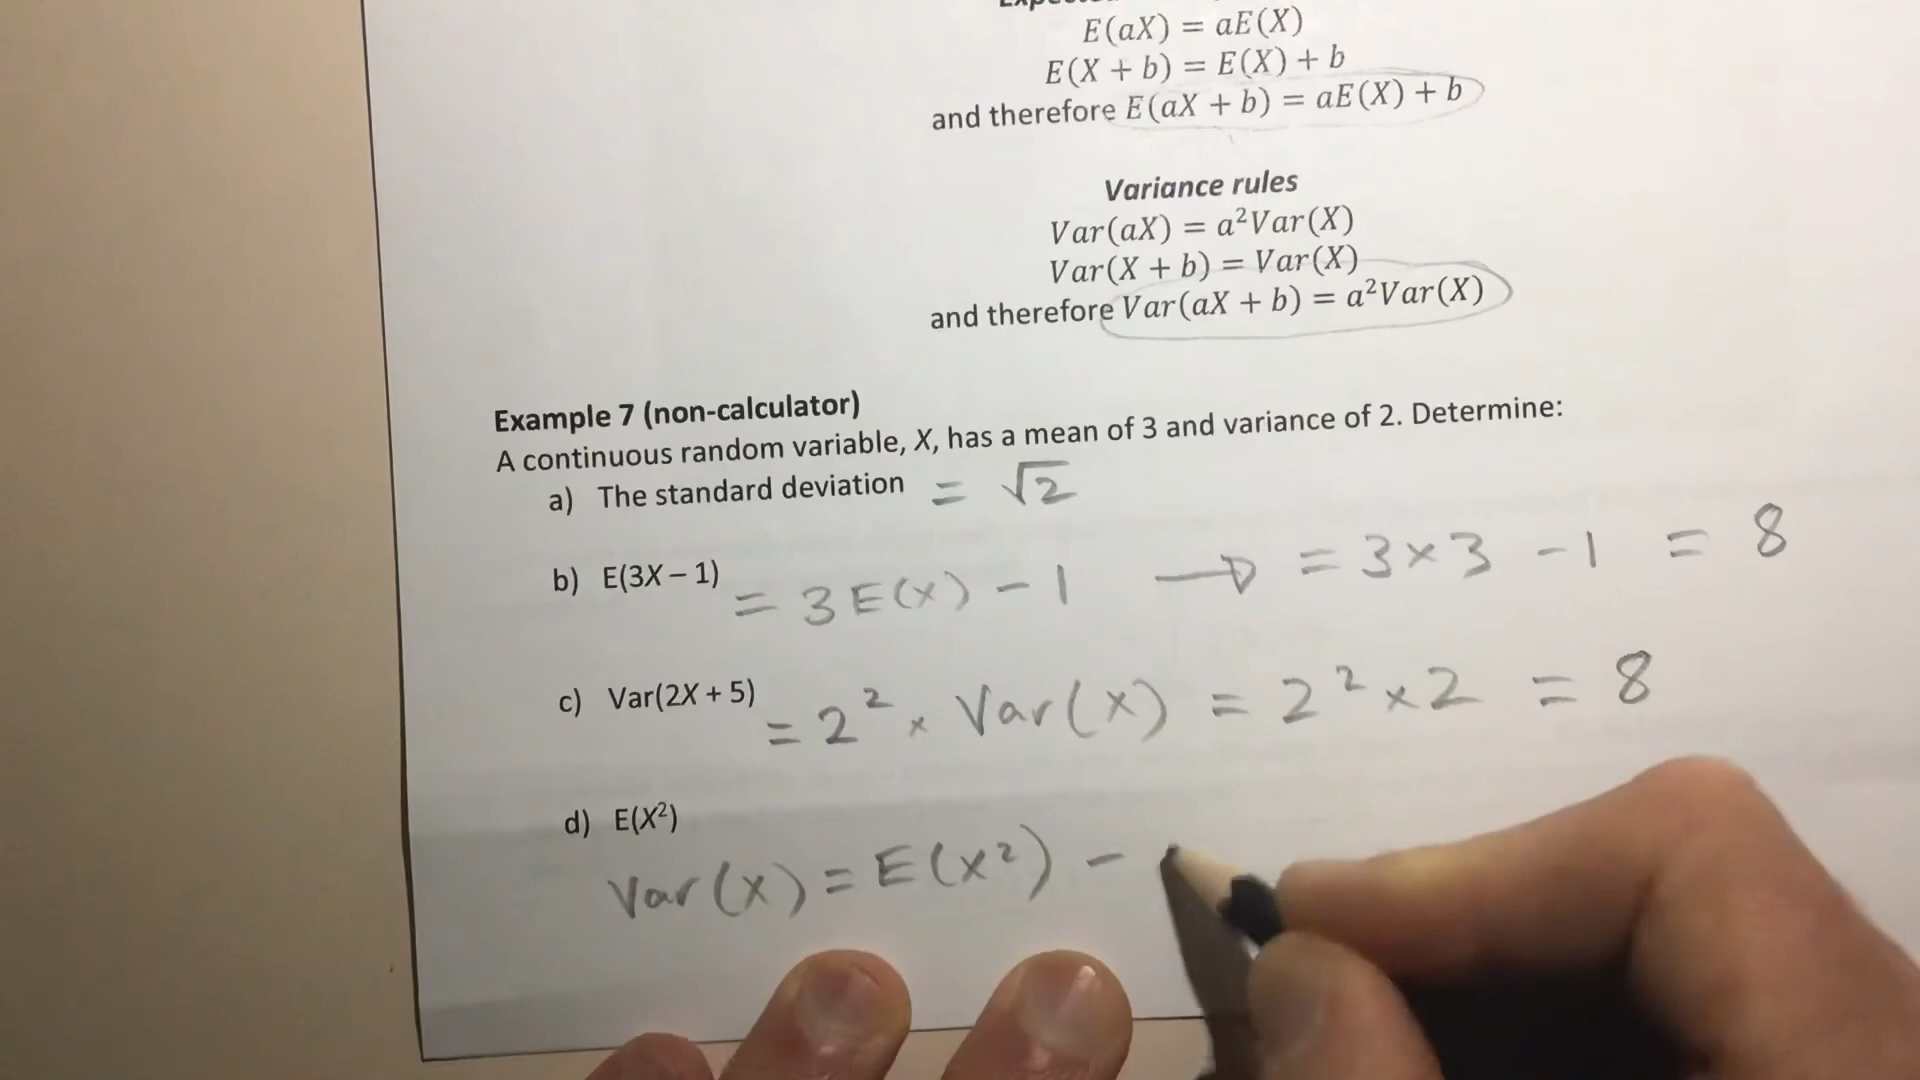 E(aX) = aE(X)
E(X + b) = E(X) + b
and therefore E(aX + b) = aE(X) + b
Variance rules
Var(aX) = a²Var(X)
Var(X + b) = Var(X)
and therefore Var(aX + b) = a²Var(X)
Example 7 (non-calculator)
A continuous random variable, X, has a mean of 3 and variance of 2. Determine:
a) The standard deviation = √2
b) E(3X – 1) = 3E(x) - 1 → = 3 × 3 - 1 = 8
c) Var(2X + 5) = 2² × Var(x) = 2² × 2 = 8
d) E(X²)
Var(x) = E(x²) -